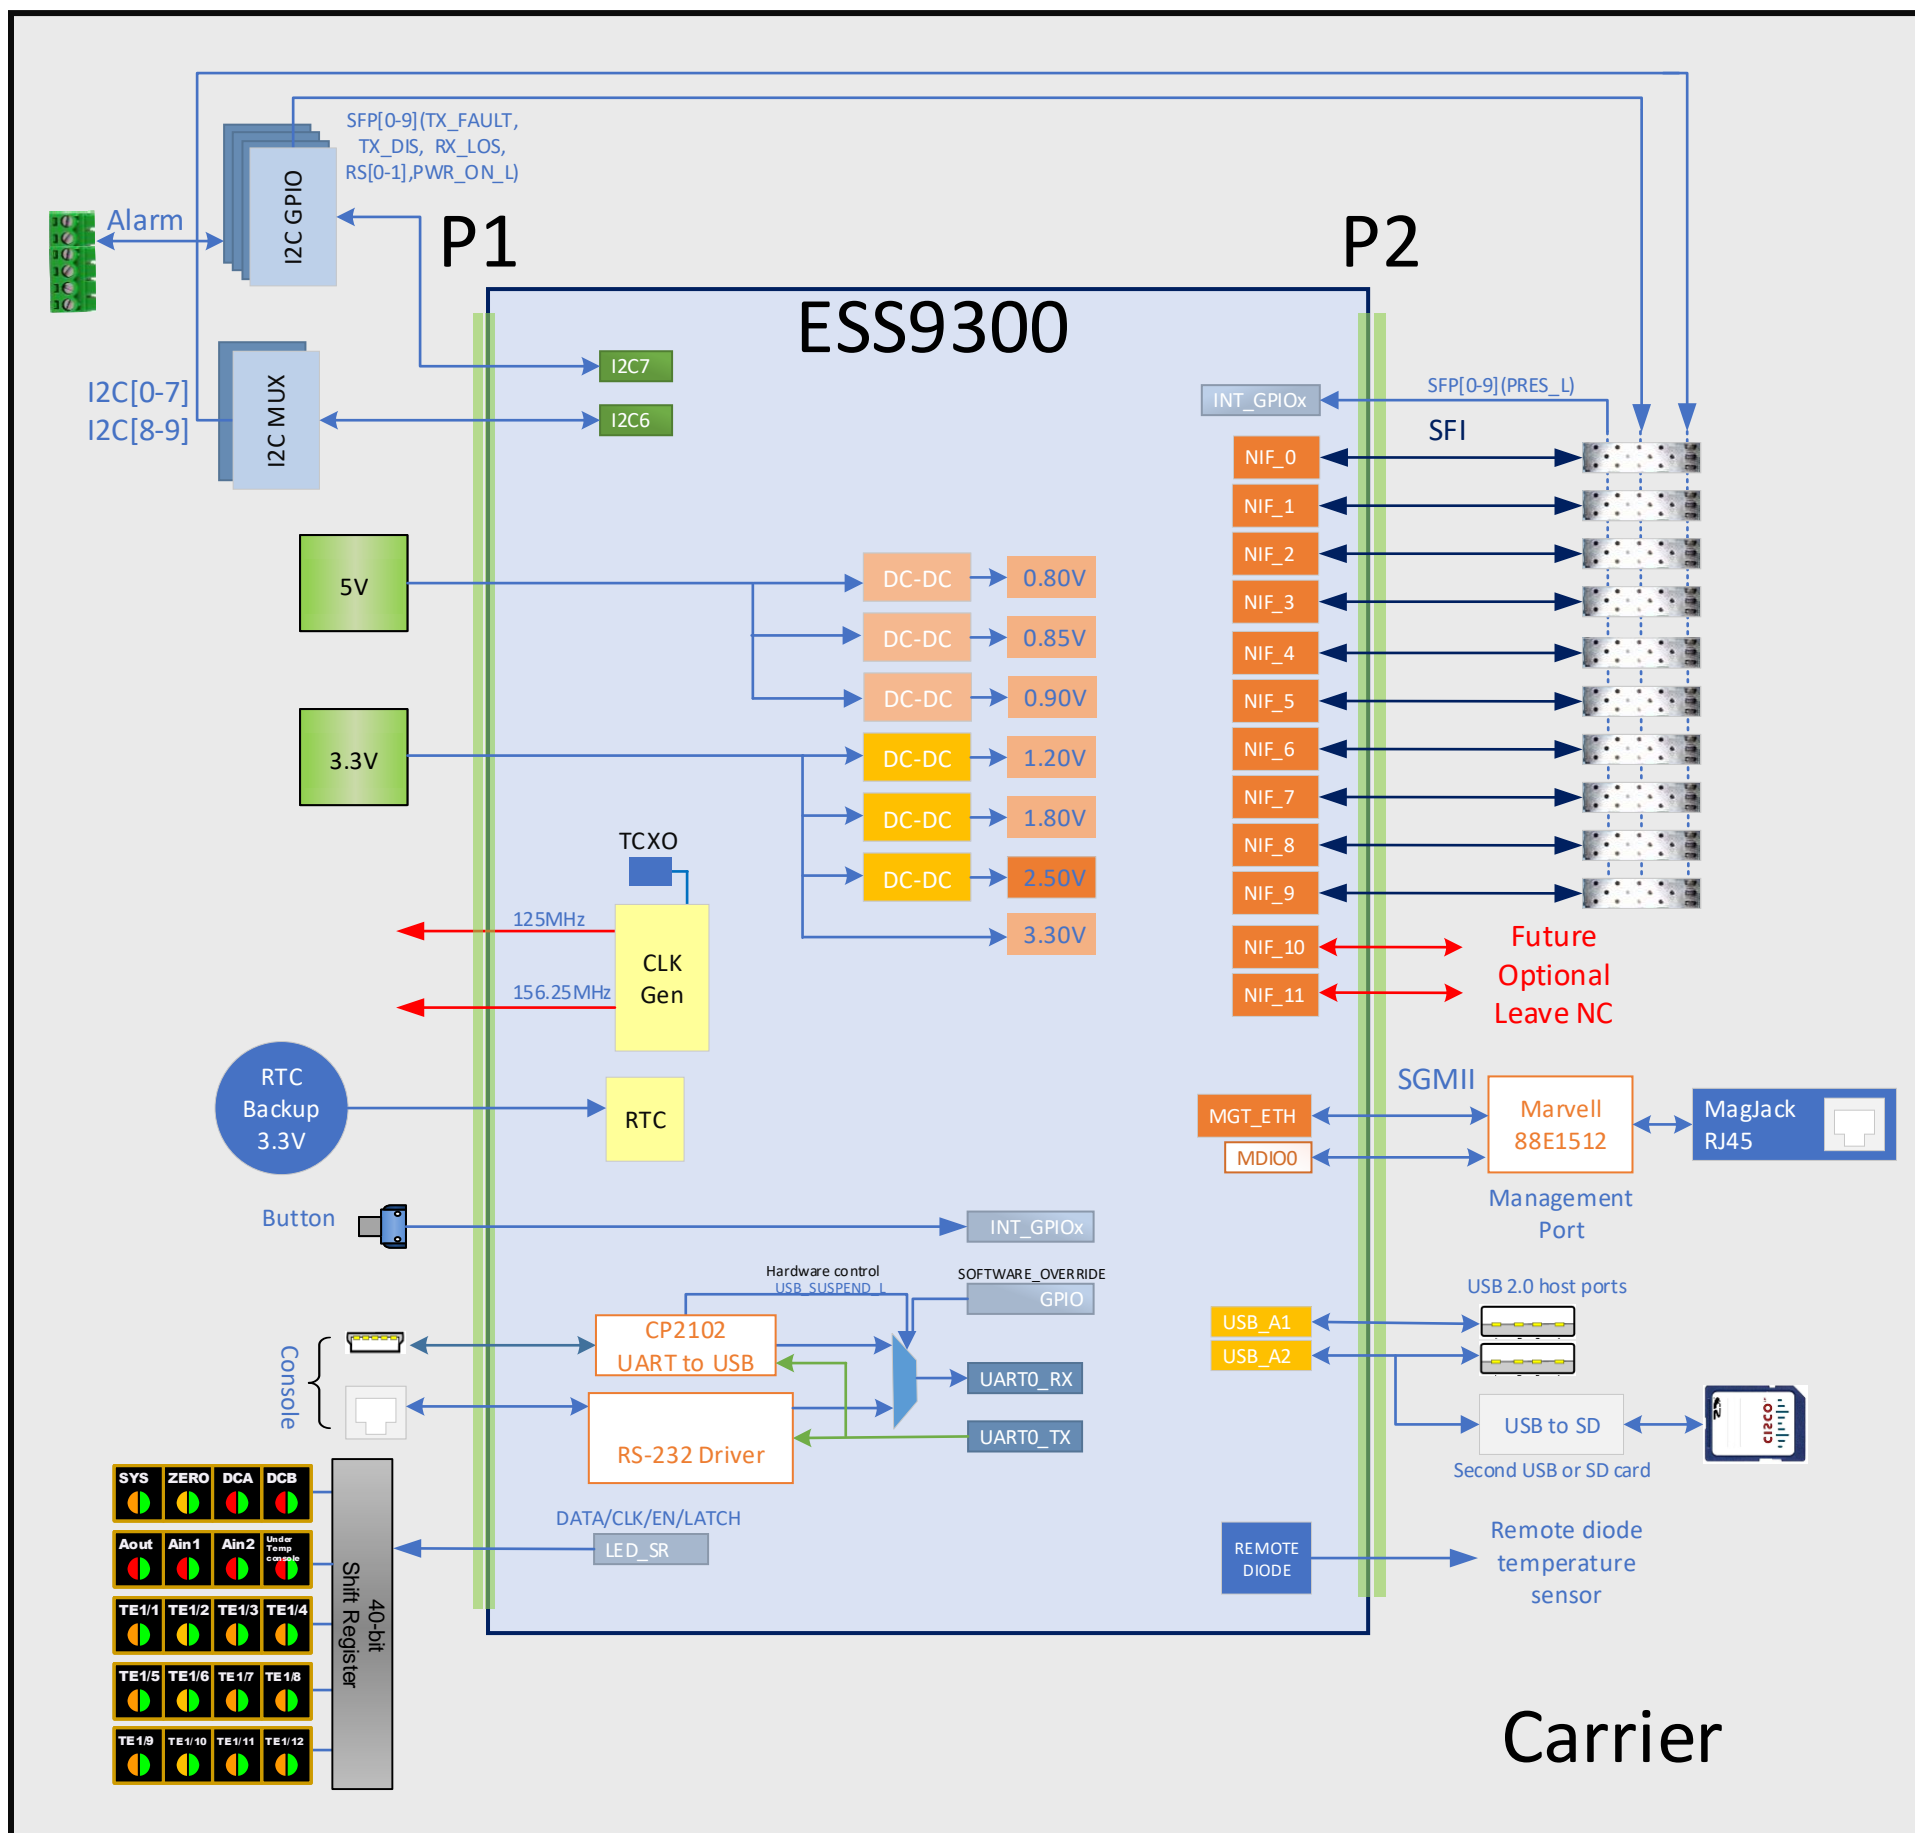 SFP[0-9](TX_FAULT,
TX_DIS, RX_LOS,
RS[0-1],PWR_ON_L)
I2C GPIO
Alarm
P1
P2
ESS9300
I2C7
I2C6
I2C MUX
I2C[0-7]
I2C[8-9]
SFP[0-9](PRES_L)
INT_GPIOx
SFI
NIF_0
NIF_1
NIF_2
NIF_3
NIF_4
NIF_5
NIF_6
NIF_7
NIF_8
NIF_9
NIF_10
NIF_11
Future
Optional
Leave NC
5V
3.3V
DC-DC
0.80V
DC-DC
0.85V
DC-DC
0.90V
DC-DC
1.20V
DC-DC
1.80V
DC-DC
2.50V
3.30V
TCXO
125MHz
156.25MHz
CLK
Gen
RTC
Backup
3.3V
RTC
SGMII
MGT_ETH
MDIO0
Marvell
88E1512
MagJack
RJ45
Management
Port
Button
INT_GPIOx
Hardware control
USB_SUSPEND_L
SOFTWARE_OVERRIDE
GPIO
CP2102
UART to USB
RS-232 Driver
UART0_RX
UART0_TX
Console
USB 2.0 host ports
USB_A1
USB_A2
USB to SD
Second USB or SD card
CISCO
DATA/CLK/EN/LATCH
LED_SR
REMOTE
DIODE
Remote diode
temperature
sensor
SYS ZERO DCA DCB
Aout Ain1 Ain2 Under
Temp
console
TE1/1 TE1/2 TE1/3 TE1/4
TE1/5 TE1/6 TE1/7 TE1/8
TE1/9 TE1/10 TE1/11 TE1/12
40-bit
Shift Register
Carrier